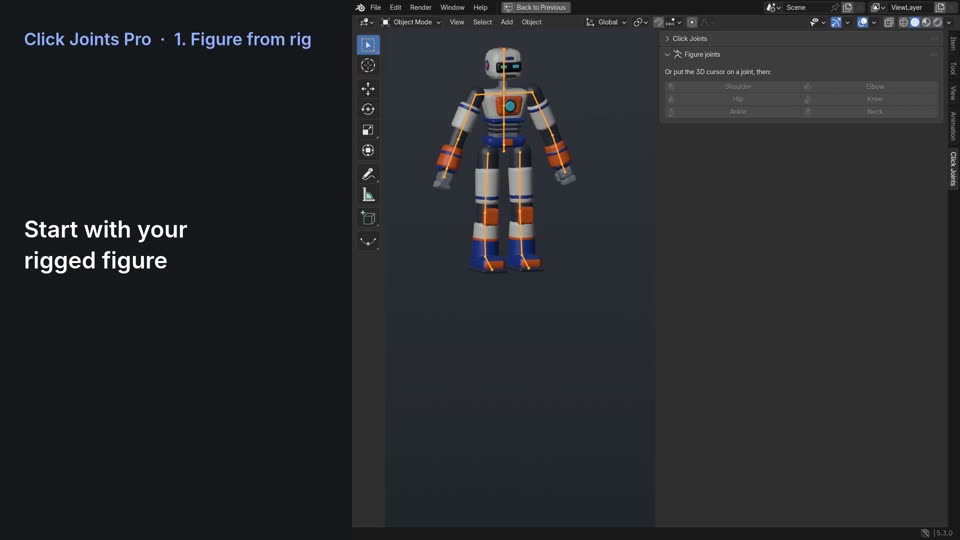 Click Joints Pro · 1. Figure from rig
Start with your
rigged figure
File Edit Render Window Help Back to Previous Scene ViewLayer
Object Mode View Select Add Object Global
Click Joints
Figure joints
Or put the 3D cursor on a joint, then:
Shoulder Elbow
Hip Knee
Ankle Neck
Item
Tool
View
Animation
Click Joints
5.3.0